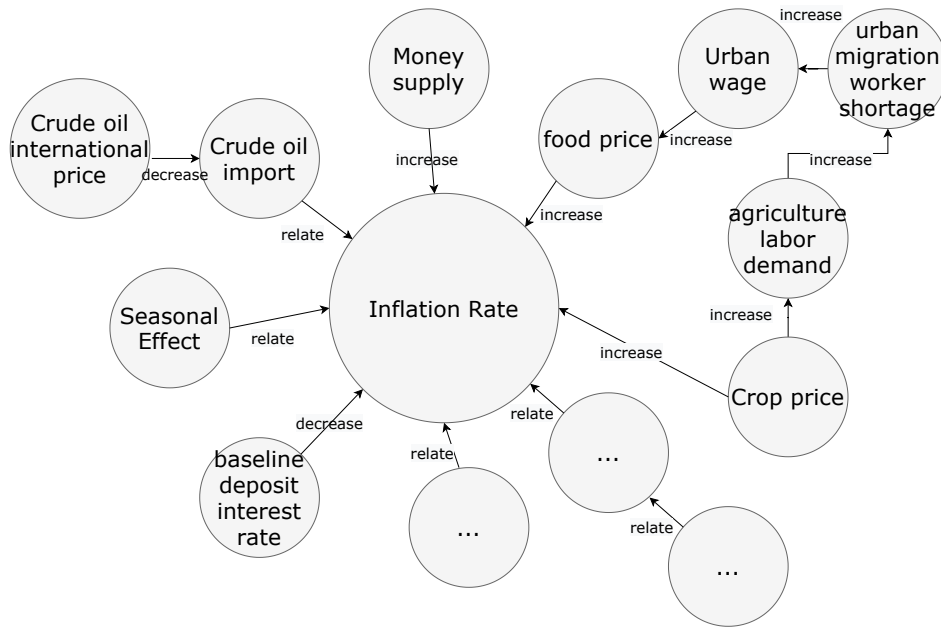 increase
urban
migration
worker
shortage
increase
Urban
wage
Money
supply
Crude oil
international
price
decrease
Crude oil
import
food price
increase
increase
increase
increase
agriculture
labor
demand
relate
Inflation Rate
Seasonal
Effect
relate
increase
increase
Crop price
decrease
relate
relate
baseline
deposit
interest
rate
...
...
relate
...